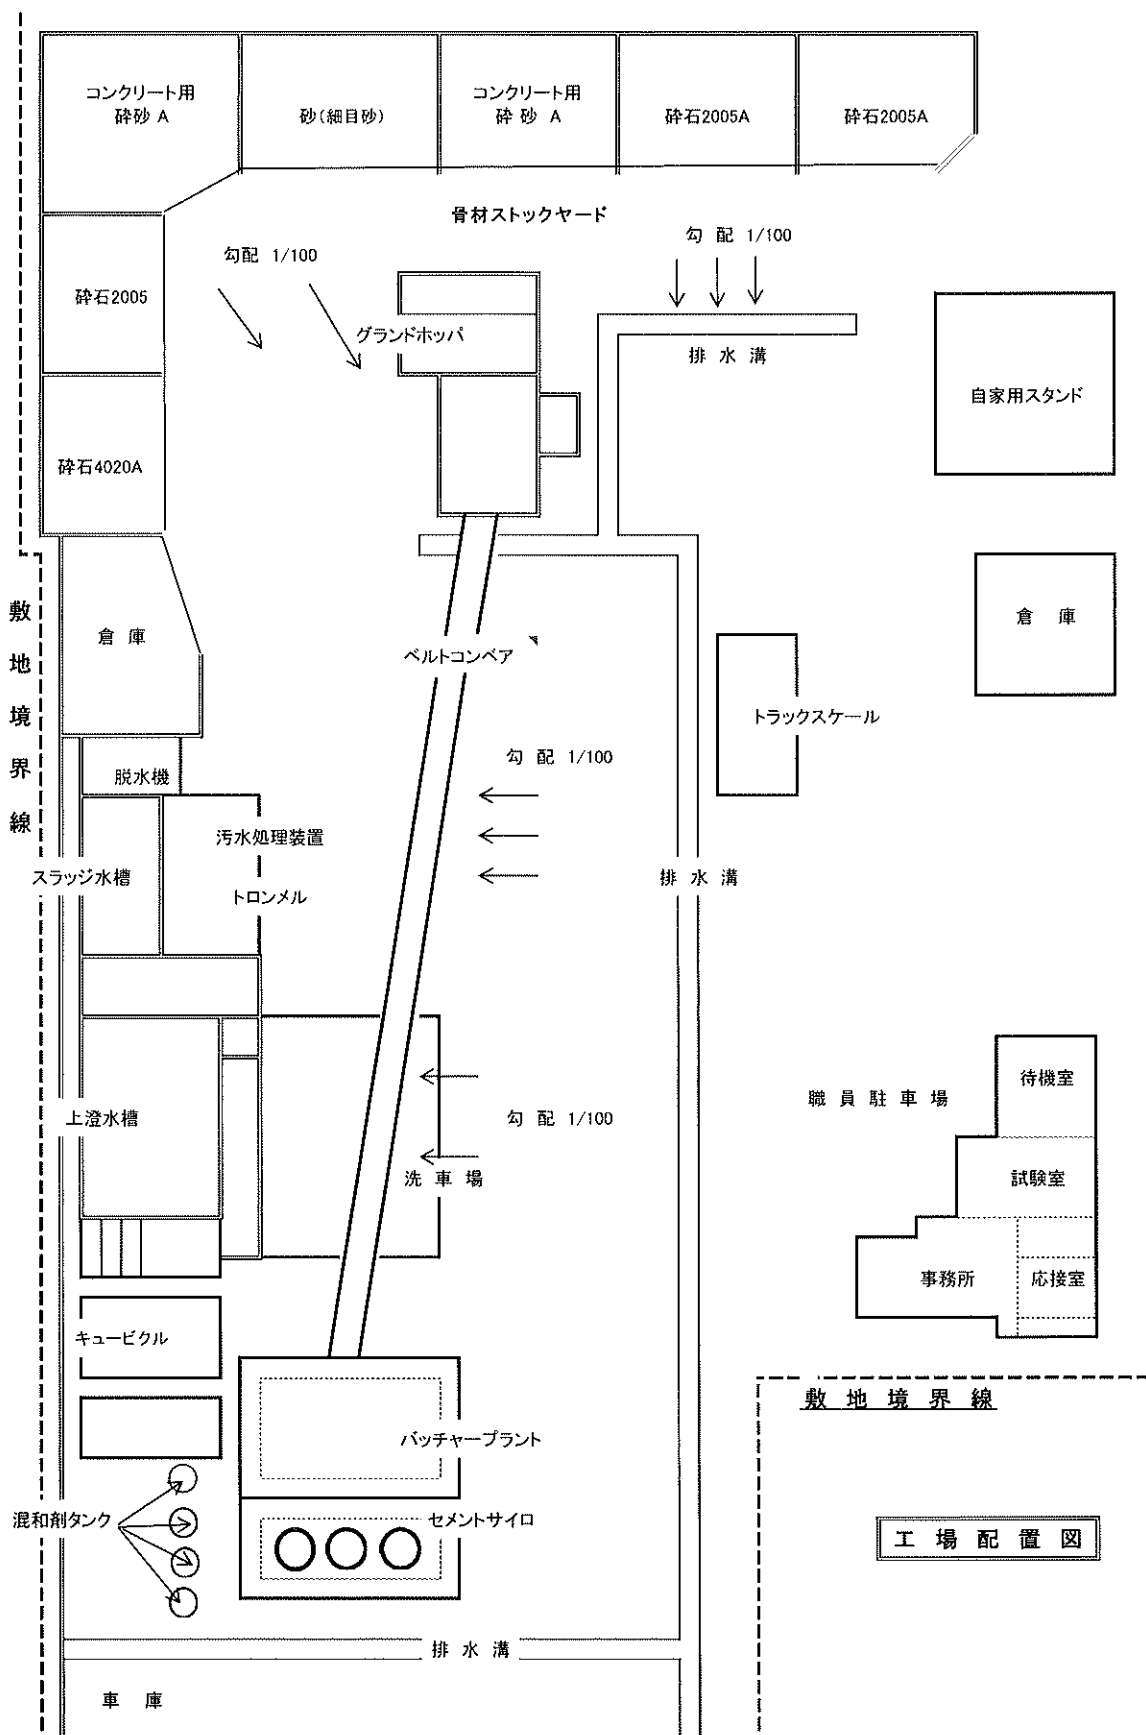 コンクリート用
砕砂 A
砂(細目砂)
コンクリート用
砕 砂 A
砕石2005A
砕石2005A
骨材ストックヤード
勾配 1/100
勾 配 1/100
砕石2005
グランドホッパ
排 水 溝
自家用スタンド
砕石4020A
敷地境界線
倉 庫
ベルトコンベア
倉 庫
トラックスケール
勾 配 1/100
脱水機
汚水処理装置
スラッジ水槽
トロンメル
排 水 溝
待機室
職 員 駐 車 場
上澄水槽
勾 配 1/100
洗 車 場
試験室
事務所
応接室
キュービクル
敷 地 境 界 線
バッチャープラント
混和剤タンク
セメントサイロ
工 場 配 置 図
排 水 溝
車 庫